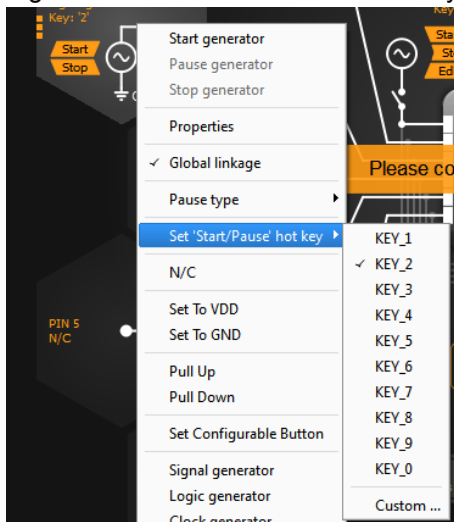 Key: '2'
Start
Stop
Start generator
Pause generator
Stop generator
Properties
Global linkage
Pause type
Set 'Start/Pause' hot key
N/C
Set To VDD
Set To GND
Pull Up
Pull Down
Set Configurable Button
Signal generator
Logic generator
Clock generator
KEY_1
KEY_2
KEY_3
KEY_4
KEY_5
KEY_6
KEY_7
KEY_8
KEY_9
KEY_0
Custom ...
PIN 5
N/C
Key
Sta
St
Ed
Please co